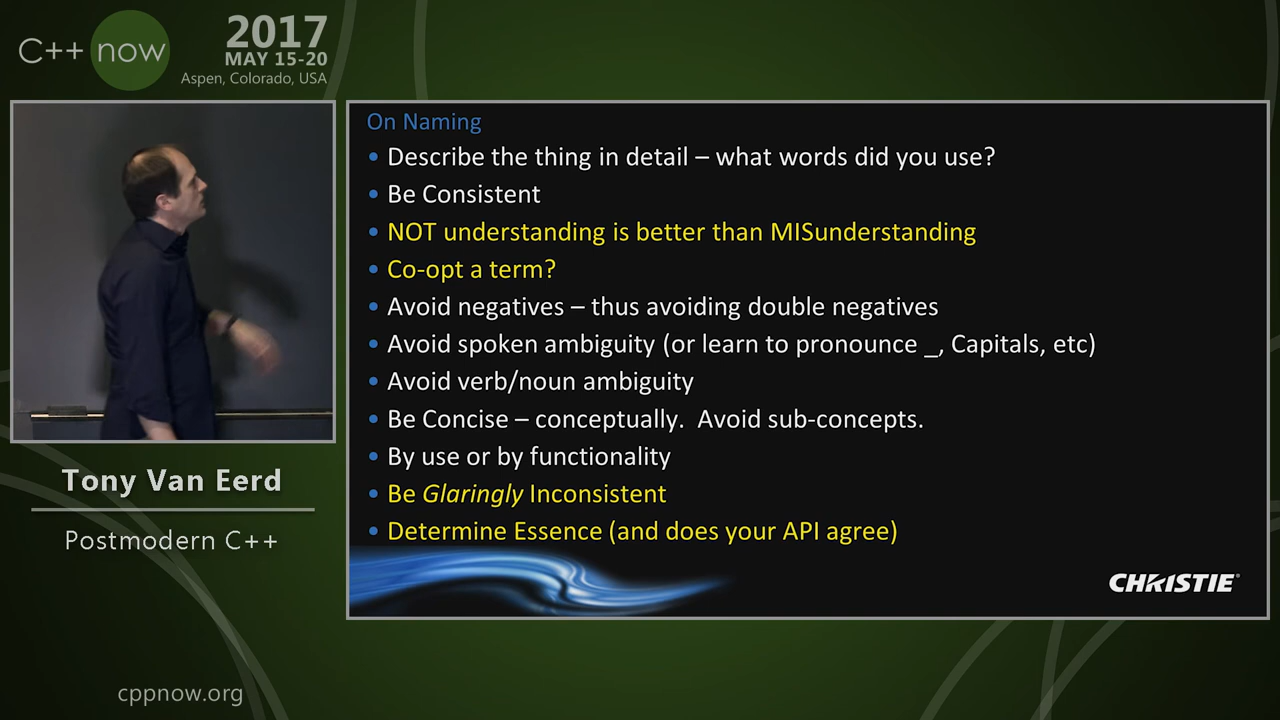 C++ now
2017
MAY 15-20
Aspen, Colorado, USA
On Naming
• Describe the thing in detail – what words did you use?
• Be Consistent
• NOT understanding is better than MISunderstanding
• Co-opt a term?
• Avoid negatives – thus avoiding double negatives
• Avoid spoken ambiguity (or learn to pronounce _, Capitals, etc)
• Avoid verb/noun ambiguity
• Be Concise – conceptually.  Avoid sub-concepts.
• By use or by functionality
• Be Glaringly Inconsistent
• Determine Essence (and does your API agree)
CHRISTIE®
Tony Van Eerd
Postmodern C++
cppnow.org